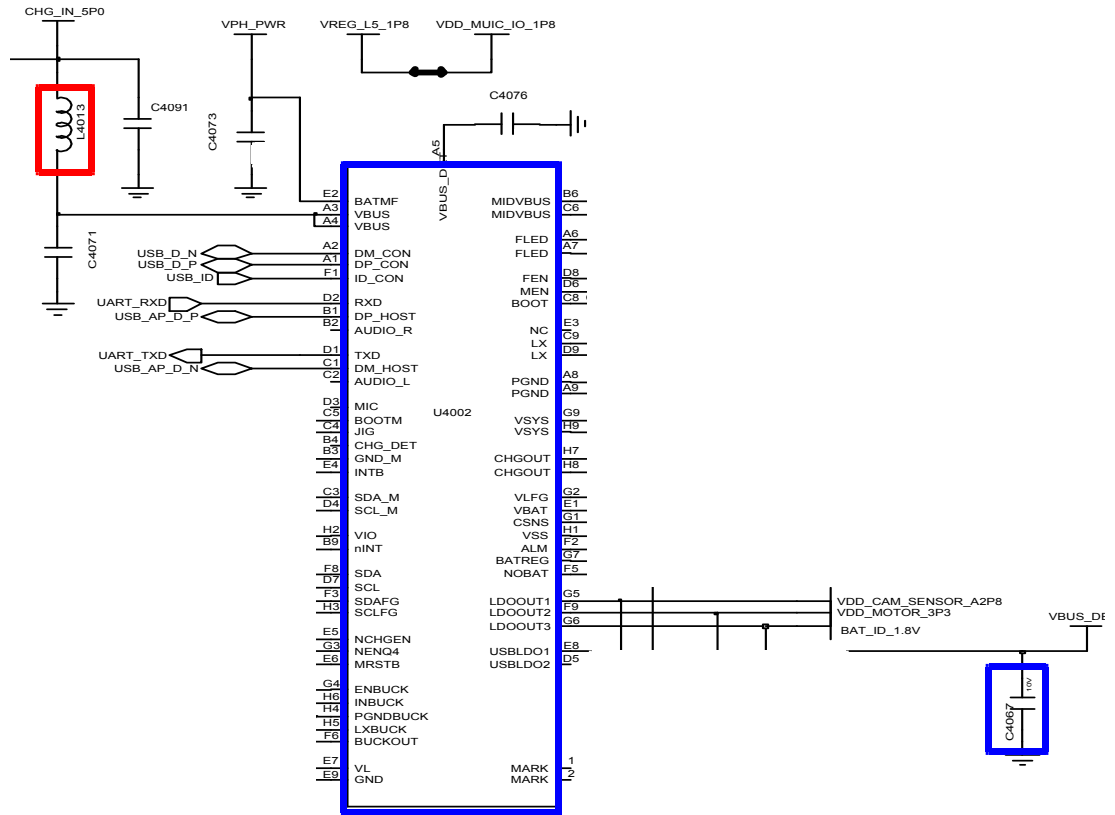 CHG_IN_5P0
VPH_PWR
VREG_L5_1P8
VDD_MUIC_IO_1P8
L4013
C4091
C4073
C4076
C4071
A5
E2 BATMF
A3 VBUS
A4 VBUS
USB_D_N A2 DM_CON
USB_D_P A1 DP_CON
USB_ID F1 ID_CON
UART_RXD D2 RXD
USB_AP_D_P B1 DP_HOST
B2 AUDIO_R
UART_TXD D1 TXD
USB_AP_D_N C1 DM_HOST
C2 AUDIO_L
D3 MIC
C5 BOOTM
C4 JIG
B4 CHG_DET
B3 GND_M
E4 INTB
C3 SDA_M
D4 SCL_M
H2 VIO
B9 nINT
F8 SDA
D7 SCL
F3 SDAFG
H3 SCLFG
E5 NCHGEN
G3 NENQ4
E6 MRSTB
G4 ENBUCK
H6 INBUCK
H4 PGNDBUCK
H5 LXBUCK
F6 BUCKOUT
E7 VL
E9 GND
U4002
MIDVBUS B6
MIDVBUS C6
FLED A6
FLED A7
FEN D8
MEN D6
BOOT C8
NC E3
LX C9
LX D9
PGND A8
PGND A9
VSYS G9
VSYS H9
CHGOUT H7
CHGOUT H8
VLFG G2
VBAT E1
CSNS G1
VSS H1
ALM F2
BATREG G7
NOBAT F5
LDOOUT1 G5 VDD_CAM_SENSOR_A2P8
LDOOUT2 F9 VDD_MOTOR_3P3
LDOOUT3 G6 BAT_ID_1.8V
USBLDO1 E8
USBLDO2 D5
MARK 1
MARK 2
10V
C4067